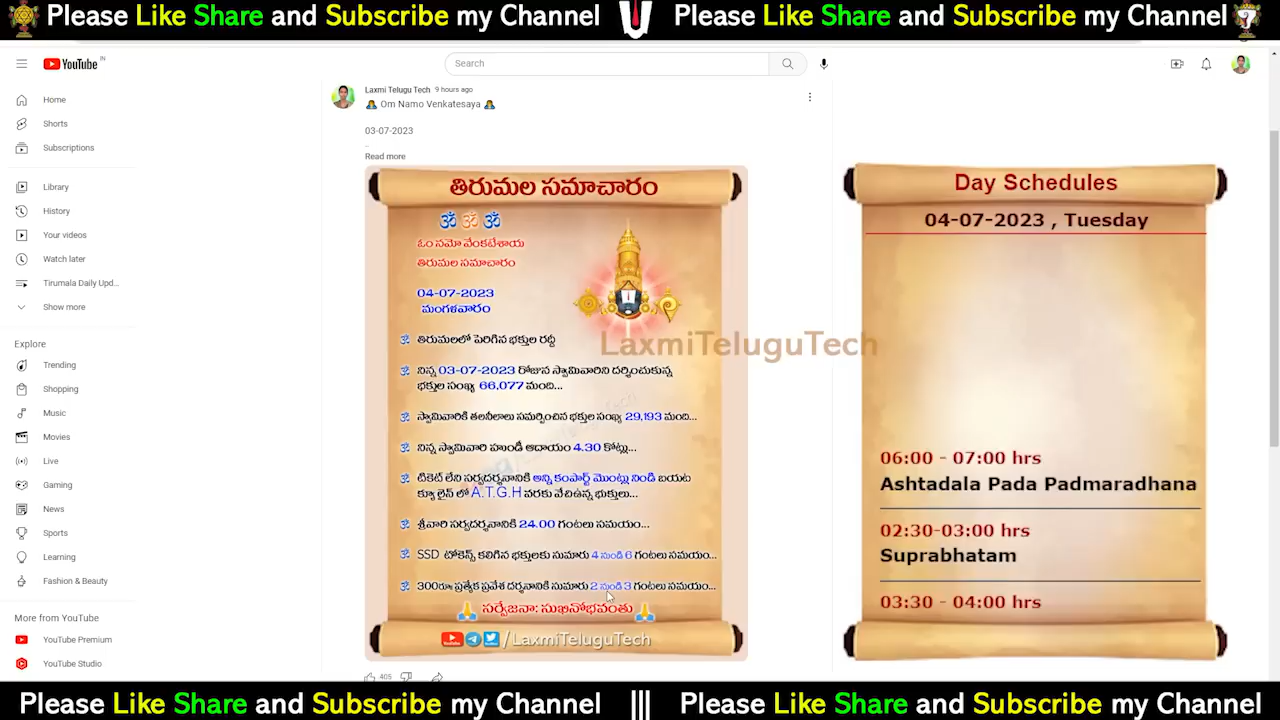 Please Like Share and Subscribe my Channel
Please Like Share and Subscribe my Channel
YouTube IN
Search
Home
Shorts
Subscriptions
Library
History
Your videos
Watch later
Tirumala Daily Upd...
Show more
Explore
Trending
Shopping
Music
Movies
Live
Gaming
News
Sports
Learning
Fashion & Beauty
More from YouTube
YouTube Premium
YouTube Studio
Laxmi Telugu Tech 9 hours ago
🙏 Om Namo Venkatesaya 🙏
03-07-2023
..
Read more
తిరుమల సమాచారం
ॐ ॐ ॐ
ఓం నమో వేంకటేశాయ
తిరుమల సమాచారం
04-07-2023
మంగళవారం
ॐ తిరుమలలో పెరిగిన భక్తుల రద్దీ
ॐ నిన్న 03-07-2023 రోజున స్వామివారిని దర్శించుకున్న
భక్తుల సంఖ్య 66,077 మంది...
ॐ స్వామివారికి తలనీలాలు సమర్పించిన భక్తుల సంఖ్య 29,193 మంది...
ॐ నిన్న స్వామివారి హుండీ ఆదాయం 4.30 కోట్లు...
ॐ టికెట్ లేని సర్వదర్శనానికి అన్ని కంపార్ట్ మెంట్లు నిండి బయట
క్యూ లైన్ లో A.T.G.H వరకు వేచిఉన్న భక్తులు...
ॐ శ్రీవారి సర్వదర్శనానికి 24.00 గంటలు సమయం...
ॐ SSD టోకెన్స్ కలిగిన భక్తులకు సుమారు 4 నుండి 6 గంటలు సమయం...
ॐ 300రూ ప్రత్యేక ప్రవేశ దర్శనానికి సుమారు 2 నుండి 3 గంటలు సమయం...
🙏 సర్వేజనా: సుఖినోభవంతు 🙏
/LaxmiTeluguTech
405
LaxmiTeluguTech
Day Schedules
04-07-2023 , Tuesday
06:00 - 07:00 hrs
Ashtadala Pada Padmaradhana
02:30-03:00 hrs
Suprabhatam
03:30 - 04:00 hrs
Please Like Share and Subscribe my Channel
|||
Please Like Share and Subscribe my Channel